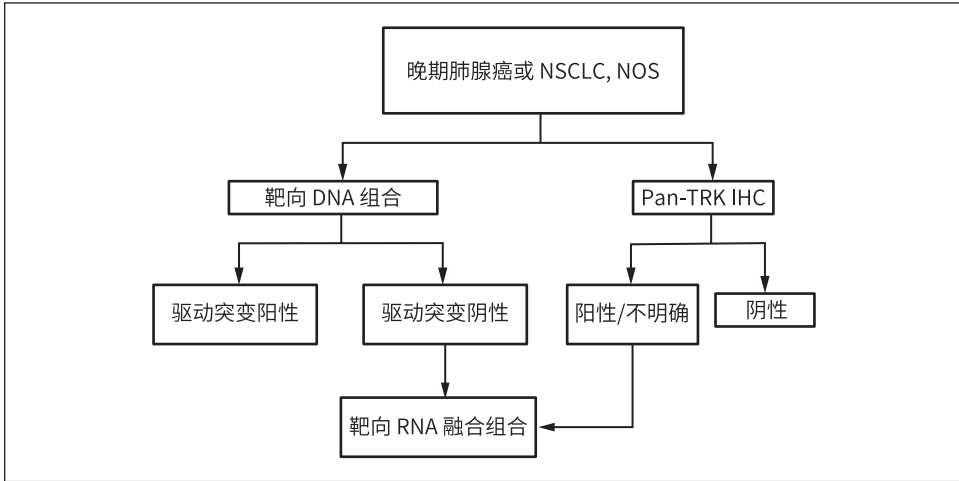 晚期肺腺癌或 NSCLC, NOS
靶向 DNA 组合
Pan-TRK IHC
驱动突变阳性
驱动突变阴性
阳性/不明确
阴性
靶向 RNA 融合组合